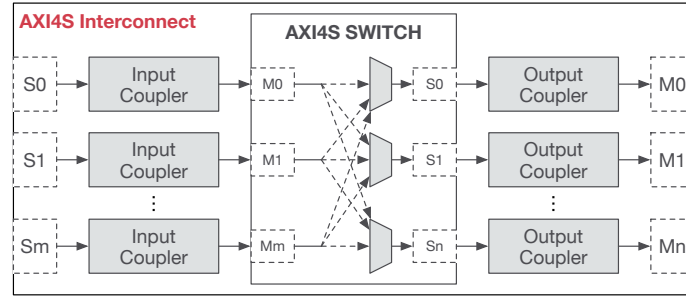 AXI4S Interconnect
AXI4S SWITCH
S0
Input
Coupler
M0
S0
Output
Coupler
M0
S1
Input
Coupler
M1
S1
Output
Coupler
M1
Sm
Input
Coupler
Mm
Sn
Output
Coupler
Mn